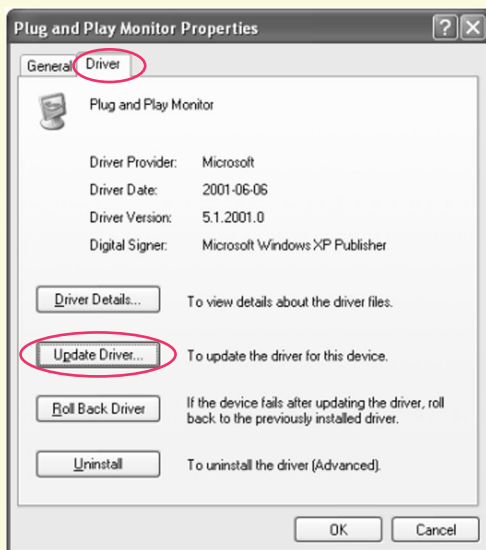 Plug and Play Monitor Properties
General Driver
Plug and Play Monitor
Driver Provider: Microsoft
Driver Date: 2001-06-06
Driver Version: 5.1.2001.0
Digital Signer: Microsoft Windows XP Publisher
Driver Details... To view details about the driver files.
Update Driver... To update the driver for this device.
Roll Back Driver If the device fails after updating the driver, roll
back to the previously installed driver.
Uninstall To uninstall the driver (Advanced).
OK Cancel